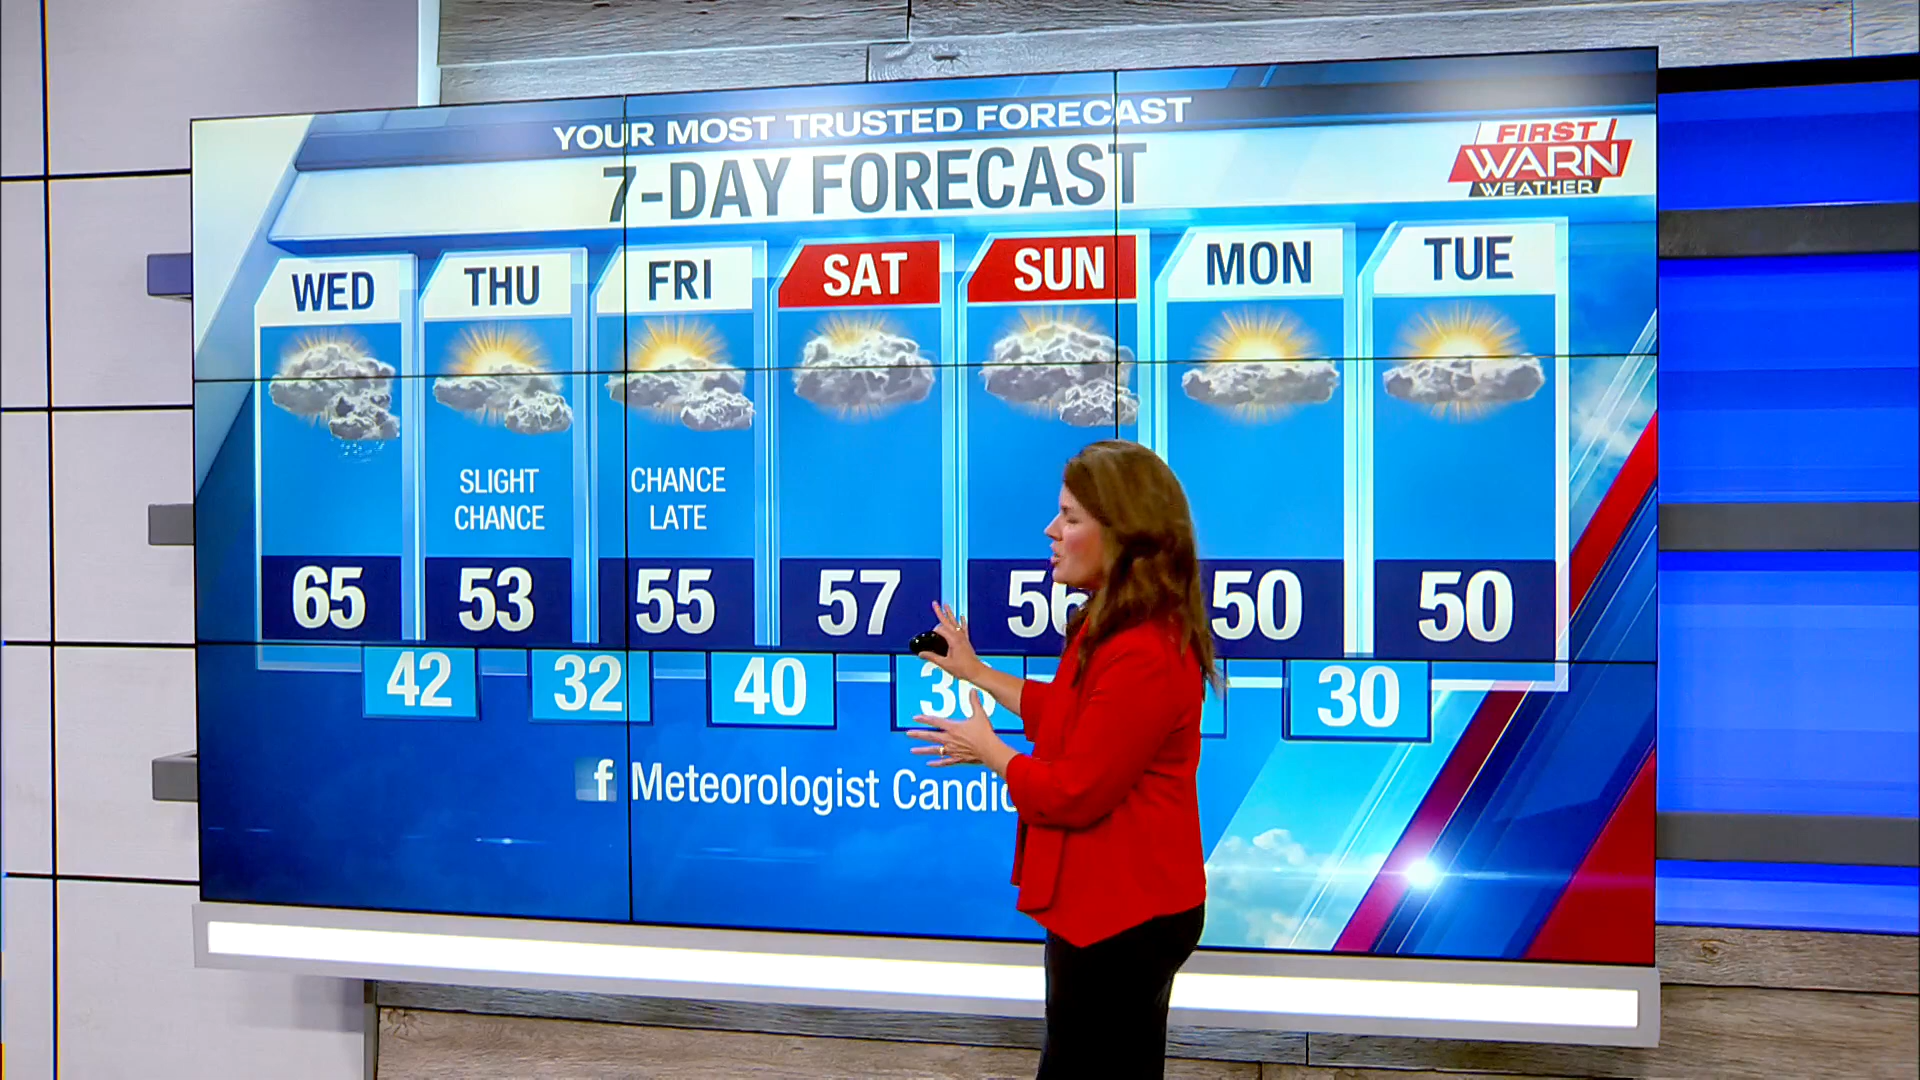 YOUR MOST TRUSTED FORECAST
7-DAY FORECAST
FIRST
WARN
WEATHER
WED THU FRI SAT SUN MON TUE
SLIGHT
CHANCE
CHANCE
LATE
65 53 55 57 56 50 50
42 32 40 30
f Meteorologist